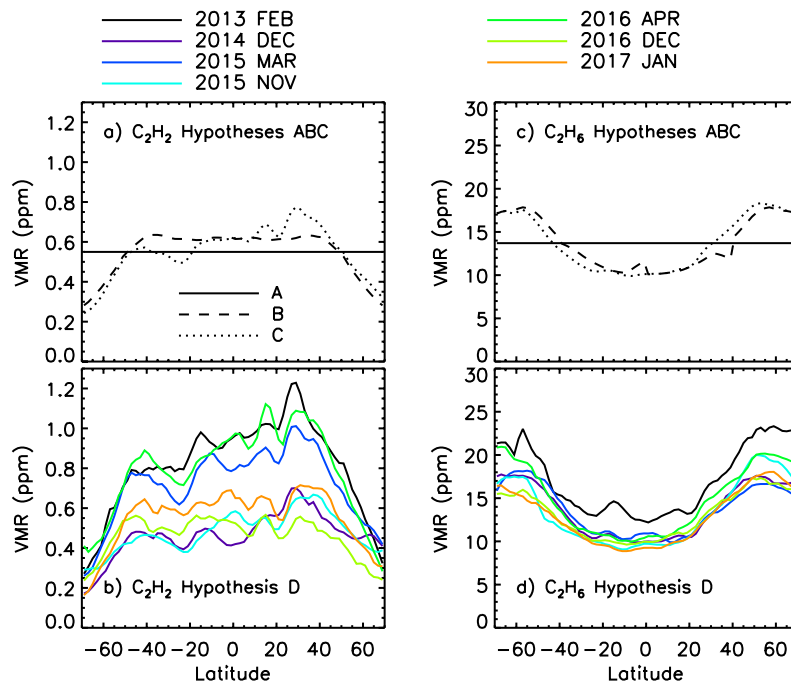 2013 FEB
2014 DEC
2015 MAR
2015 NOV
2016 APR
2016 DEC
2017 JAN
a) C₂H₂ Hypotheses ABC
VMR (ppm)
1.2
1.0
0.8
0.6
0.4
0.2
0.0
A
B
C
c) C₂H₆ Hypotheses ABC
VMR (ppm)
30
25
20
15
10
5
0
b) C₂H₂ Hypothesis D
VMR (ppm)
1.2
1.0
0.8
0.6
0.4
0.2
0.0
−60 −40 −20 0 20 40 60
Latitude
d) C₂H₆ Hypothesis D
VMR (ppm)
30
25
20
15
10
5
0
−60 −40 −20 0 20 40 60
Latitude